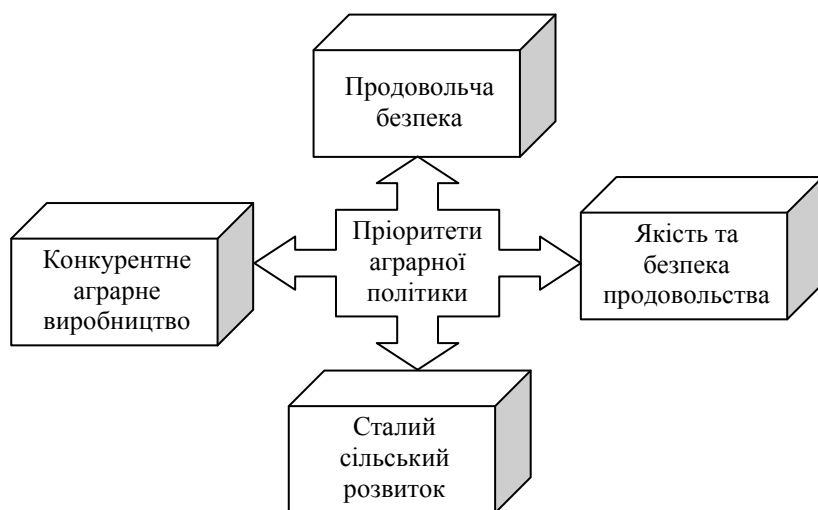 Продовольча
безпека
Конкурентне
аграрне
виробництво
Пріоритети
аграрної
політики
Якість та
безпека
продовольства
Сталий
сільський
розвиток